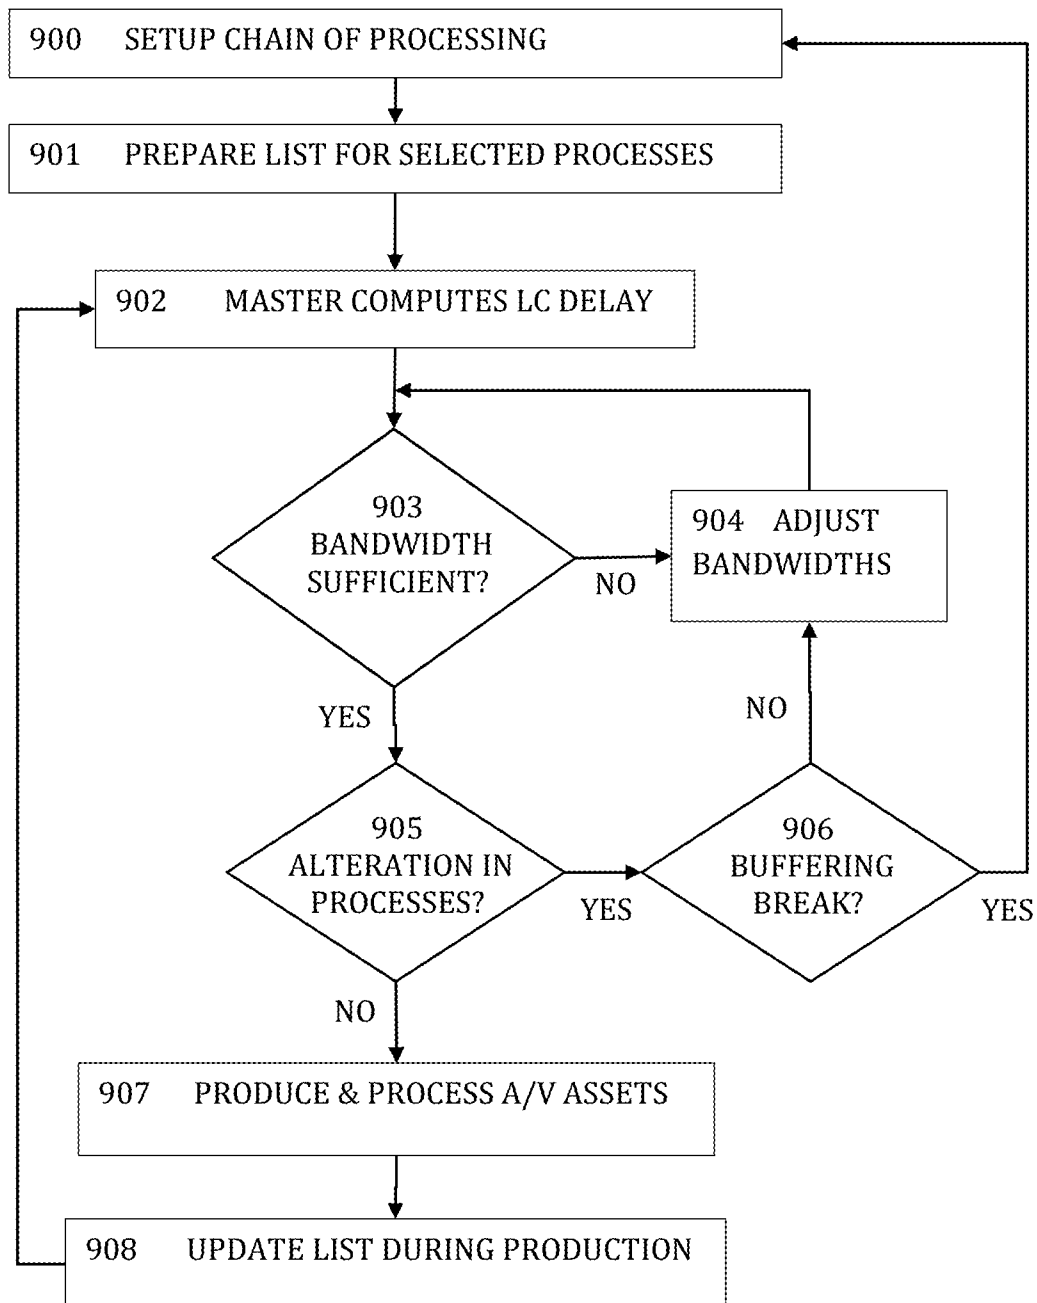 900 SETUP CHAIN OF PROCESSING
901 PREPARE LIST FOR SELECTED PROCESSES
902 MASTER COMPUTES LC DELAY
903
BANDWIDTH
SUFFICIENT?
NO
904 ADJUST
BANDWIDTHS
YES
NO
905
ALTERATION IN
PROCESSES?
YES
906
BUFFERING
BREAK?
YES
NO
907 PRODUCE & PROCESS A/V ASSETS
908 UPDATE LIST DURING PRODUCTION